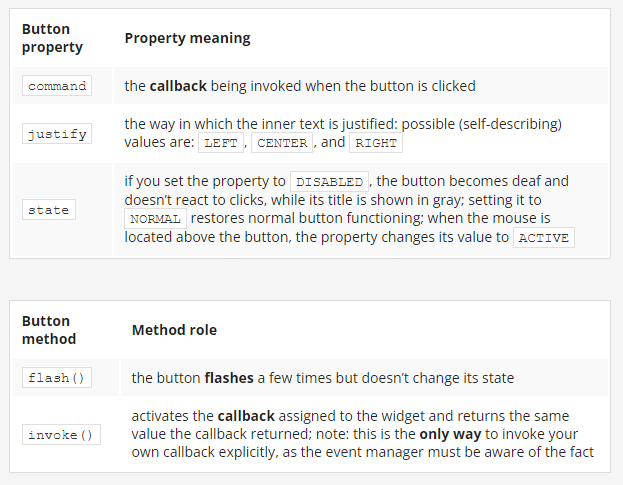 Button
property
Property meaning
command
the callback being invoked when the button is clicked
justify
the way in which the inner text is justified: possible (self-describing)
values are: LEFT , CENTER , and RIGHT
state
if you set the property to DISABLED , the button becomes deaf and
doesn’t react to clicks, while its title is shown in gray; setting it to
NORMAL restores normal button functioning; when the mouse is
located above the button, the property changes its value to ACTIVE
Button
method
Method role
flash()
the button flashes a few times but doesn’t change its state
invoke()
activates the callback assigned to the widget and returns the same
value the callback returned; note: this is the only way to invoke your
own callback explicitly, as the event manager must be aware of the fact